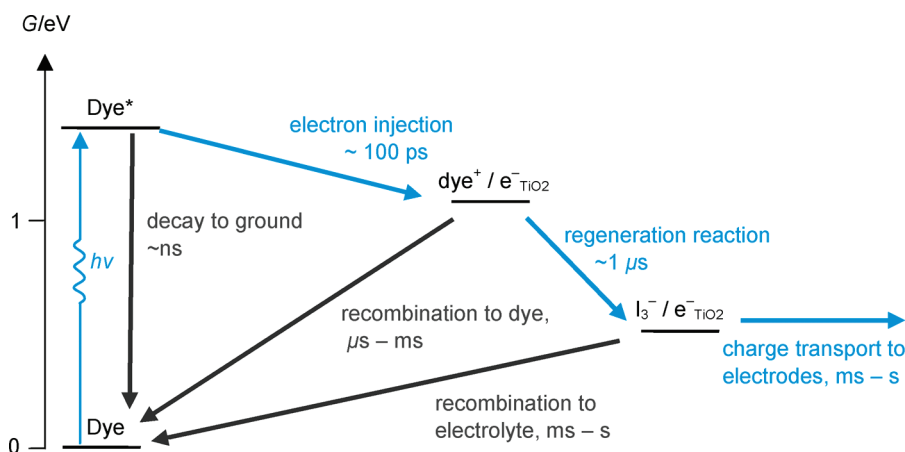 G/eV
Dye*
electron injection
~ 100 ps
dye⁺ / e⁻TiO2
1
decay to ground
~ns
regeneration reaction
~1 µs
hv
I₃⁻ / e⁻TiO2
recombination to dye,
µs – ms
charge transport to
electrodes, ms – s
recombination to
electrolyte, ms – s
Dye
0